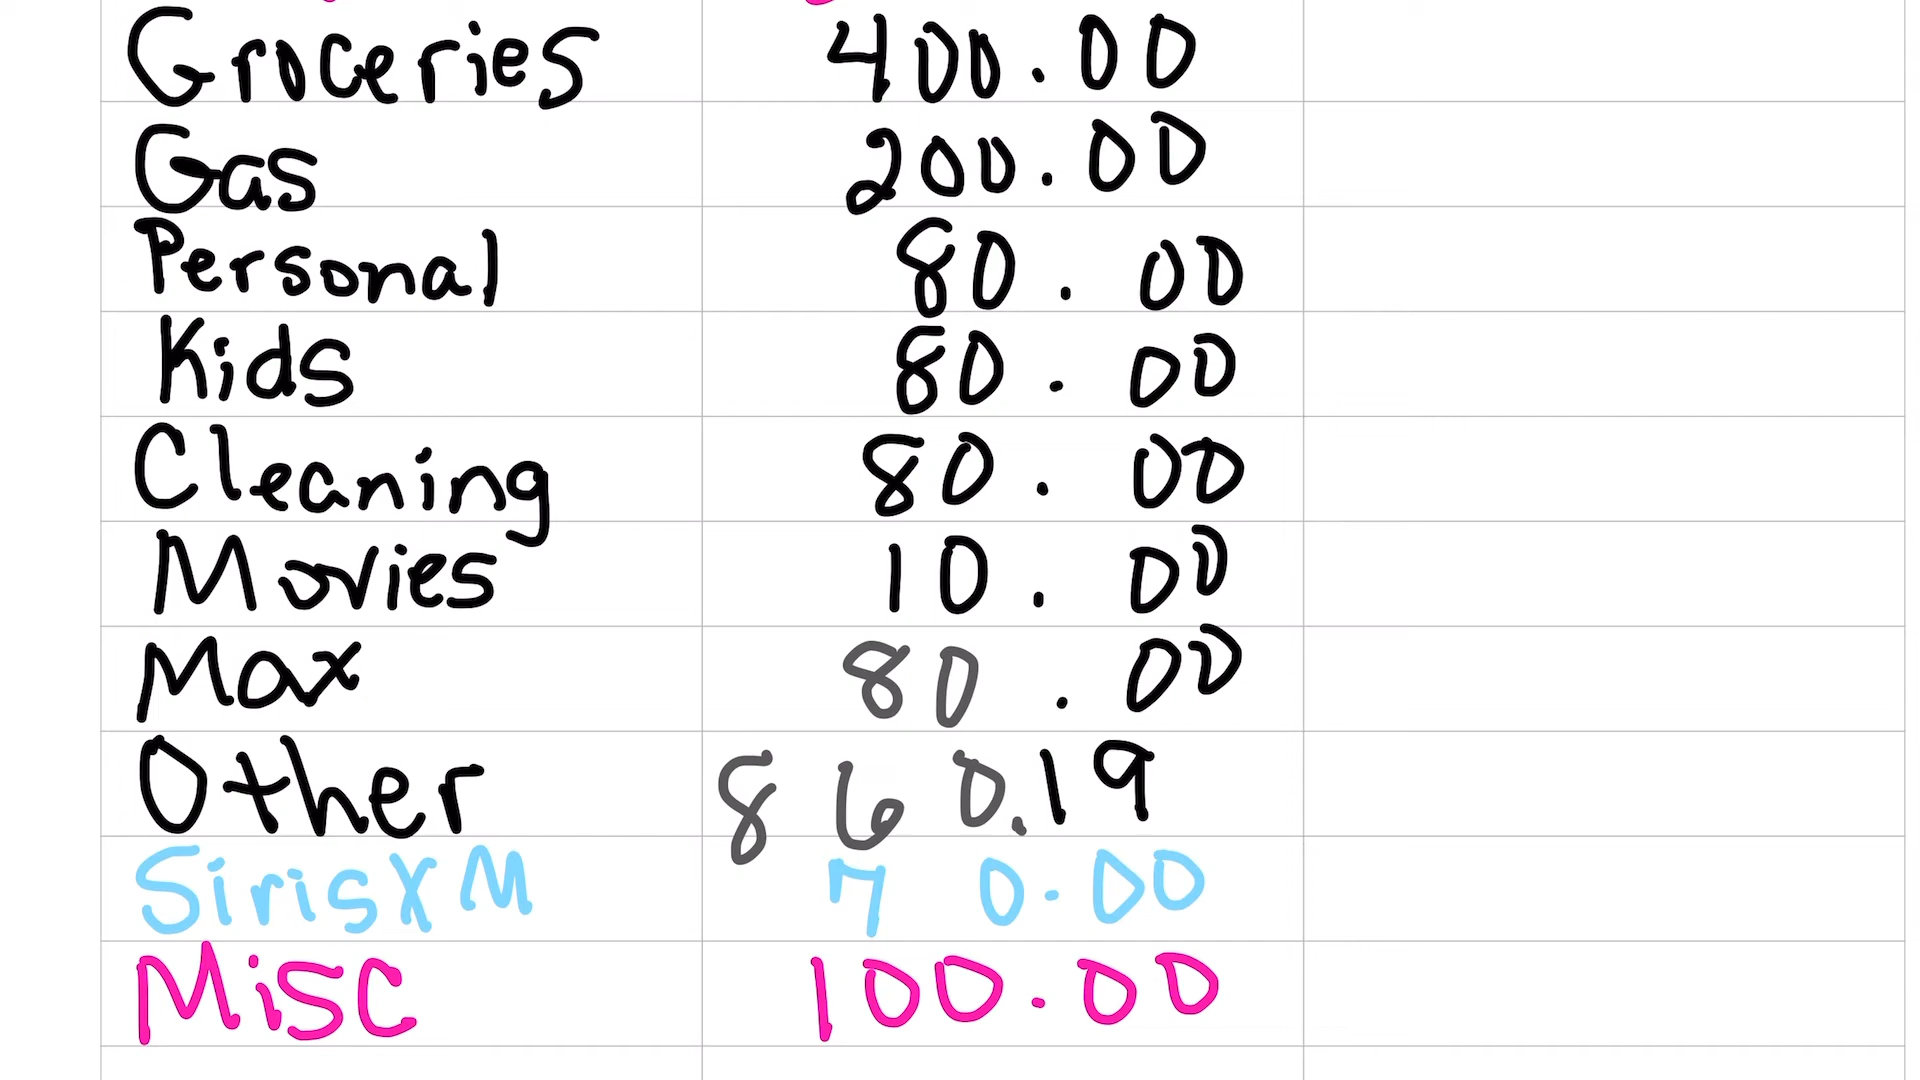 Groceries 400.00
Gas 200.00
Personal 80.00
Kids 80.00
Cleaning 80.00
Movies 10.00
Max 80.00
Other 860.19
SirisXM 70.00
Misc 100.00